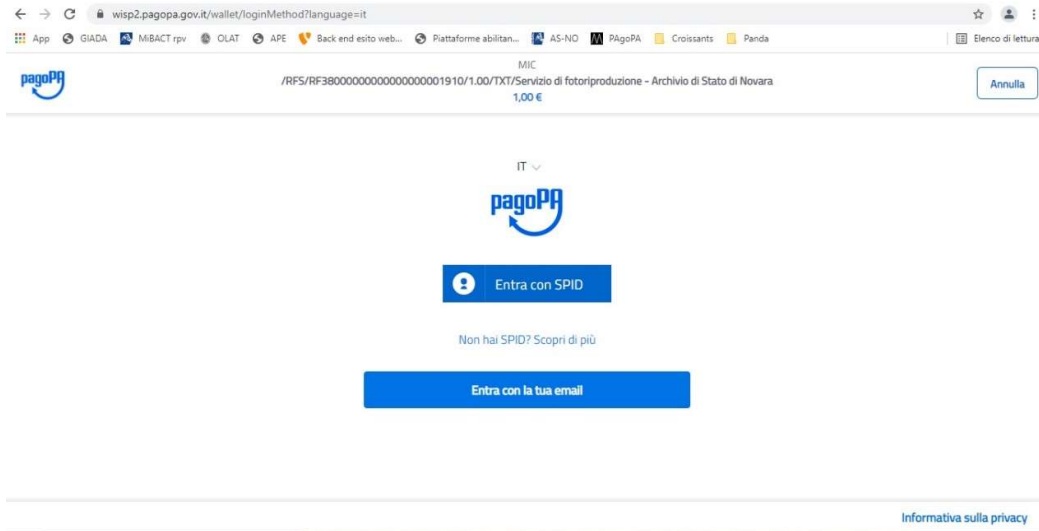 wisp2.pagopa.gov.it/wallet/loginMethod?language=it
App GIADA MiBACT rpv OLAT APE Back end esito web... Piattaforme abilitan... AS-NO PAgoPA Croissants Panda Elenco di lettura
pagoPA
MIC
/RFS/RF38000000000000000001910/1.00/TXT/Servizio di fotoriproduzione - Archivio di Stato di Novara
1,00 €
Annulla
IT
pagoPA
Entra con SPID
Non hai SPID? Scopri di più
Entra con la tua email
Informativa sulla privacy